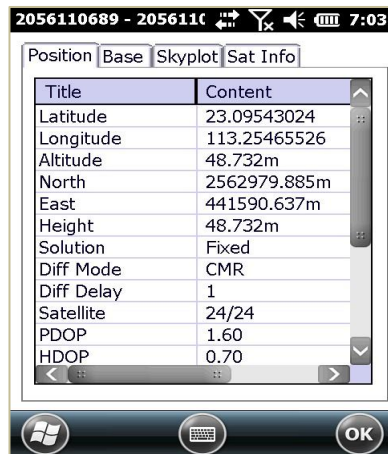 2056110689 - 205611( 7:03
Position Base Skyplot Sat Info
Title Content
Latitude 23.09543024
Longitude 113.25465526
Altitude 48.732m
North 2562979.885m
East 441590.637m
Height 48.732m
Solution Fixed
Diff Mode CMR
Diff Delay 1
Satellite 24/24
PDOP 1.60
HDOP 0.70
OK